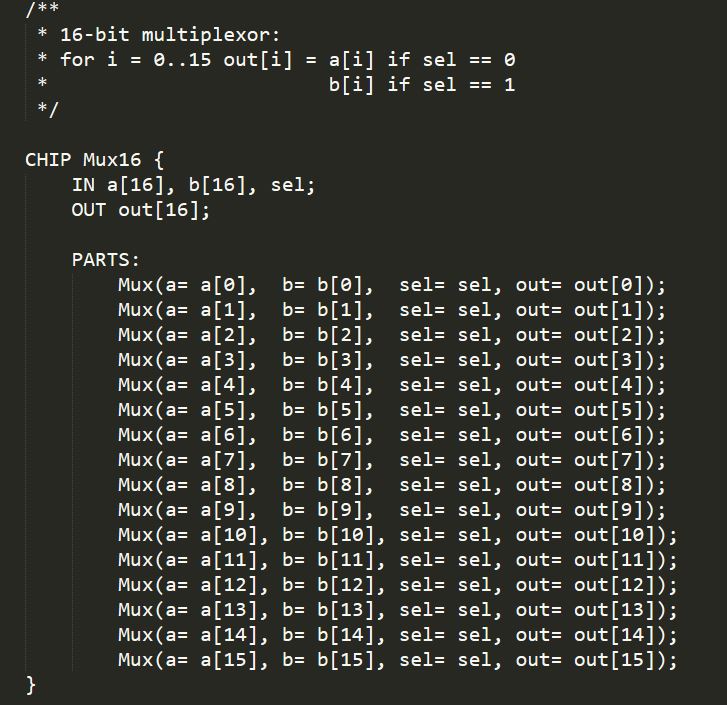 /**
 * 16-bit multiplexor:
 * for i = 0..15 out[i] = a[i] if sel == 0
 *                        b[i] if sel == 1
 */

CHIP Mux16 {
    IN a[16], b[16], sel;
    OUT out[16];

    PARTS:
        Mux(a= a[0],  b= b[0],  sel= sel, out= out[0]);
        Mux(a= a[1],  b= b[1],  sel= sel, out= out[1]);
        Mux(a= a[2],  b= b[2],  sel= sel, out= out[2]);
        Mux(a= a[3],  b= b[3],  sel= sel, out= out[3]);
        Mux(a= a[4],  b= b[4],  sel= sel, out= out[4]);
        Mux(a= a[5],  b= b[5],  sel= sel, out= out[5]);
        Mux(a= a[6],  b= b[6],  sel= sel, out= out[6]);
        Mux(a= a[7],  b= b[7],  sel= sel, out= out[7]);
        Mux(a= a[8],  b= b[8],  sel= sel, out= out[8]);
        Mux(a= a[9],  b= b[9],  sel= sel, out= out[9]);
        Mux(a= a[10], b= b[10], sel= sel, out= out[10]);
        Mux(a= a[11], b= b[11], sel= sel, out= out[11]);
        Mux(a= a[12], b= b[12], sel= sel, out= out[12]);
        Mux(a= a[13], b= b[13], sel= sel, out= out[13]);
        Mux(a= a[14], b= b[14], sel= sel, out= out[14]);
        Mux(a= a[15], b= b[15], sel= sel, out= out[15]);
}